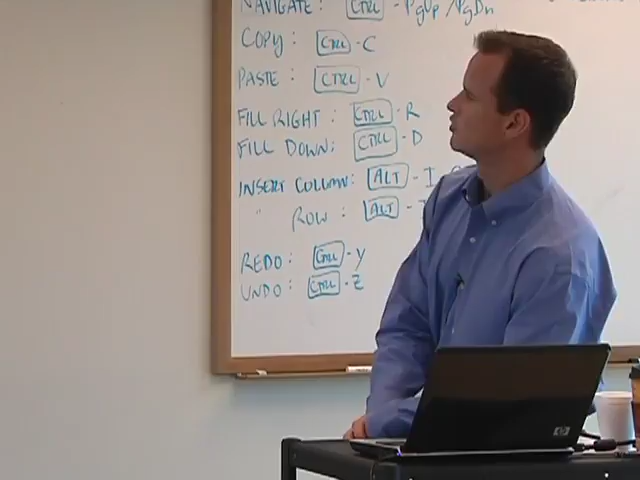 NAVIGATE: CTRL - PgUp/PgDn
COPY: CTRL - C
PASTE: CTRL - V
FILL RIGHT: CTRL - R
FILL DOWN: CTRL - D
INSERT COLUMN: ALT - I
" ROW: ALT - I
REDO: CTRL - Y
UNDO: CTRL - Z
hp